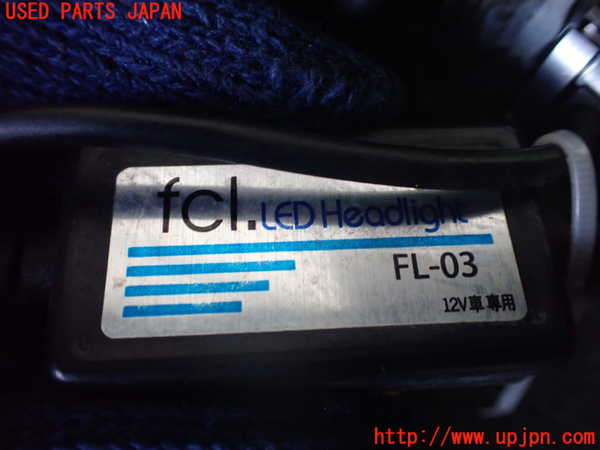 USED PARTS JAPAN
fcl. LED Headlight
FL-03
12V車専用
http://www.upjpn.com